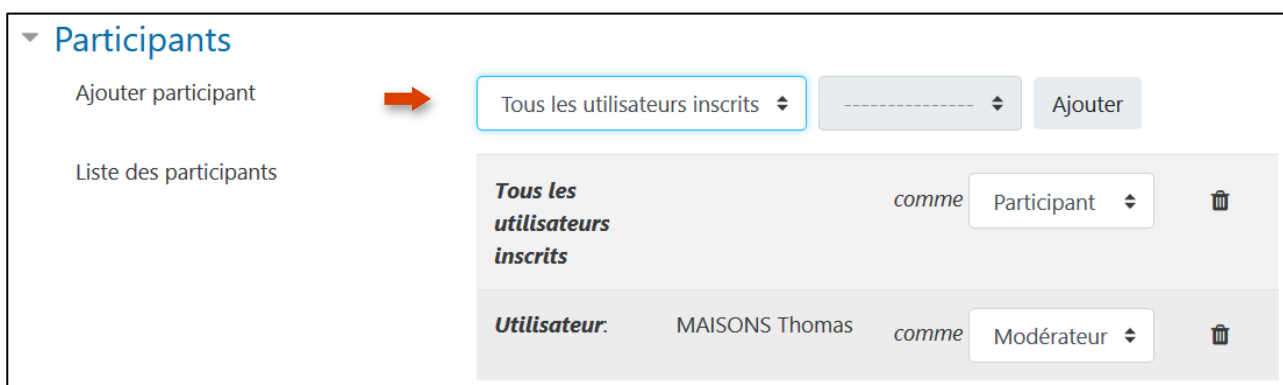 Participants
Ajouter participant
Tous les utilisateurs inscrits
---------------
Ajouter
Liste des participants
Tous les
utilisateurs
inscrits
comme
Participant
Utilisateur:
MAISONS Thomas
comme
Modérateur